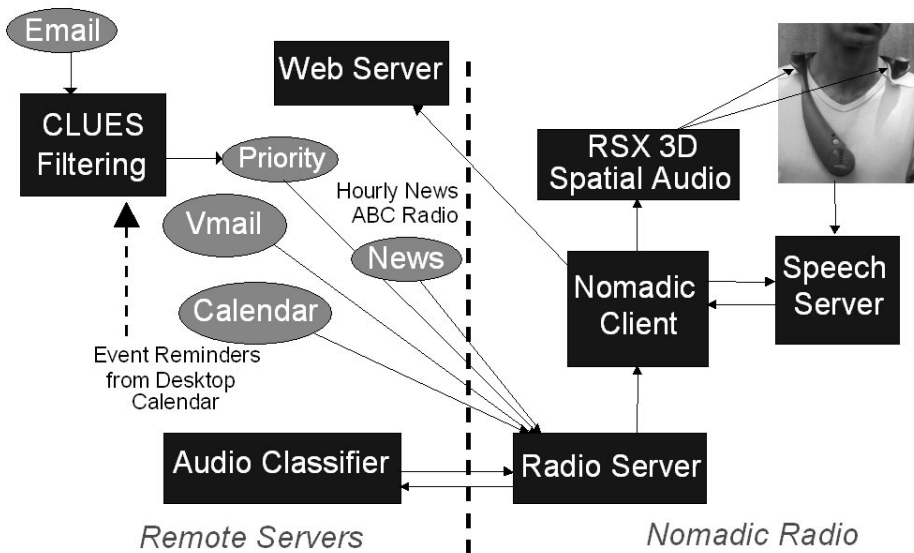 Email
Web Server
CLUES
Filtering
Priority
Hourly News
ABC Radio
Vmail
News
Calendar
Event Reminders
from Desktop
Calendar
Audio Classifier
Remote Servers
RSX 3D
Spatial Audio
Nomadic
Client
Speech
Server
Radio Server
Nomadic Radio